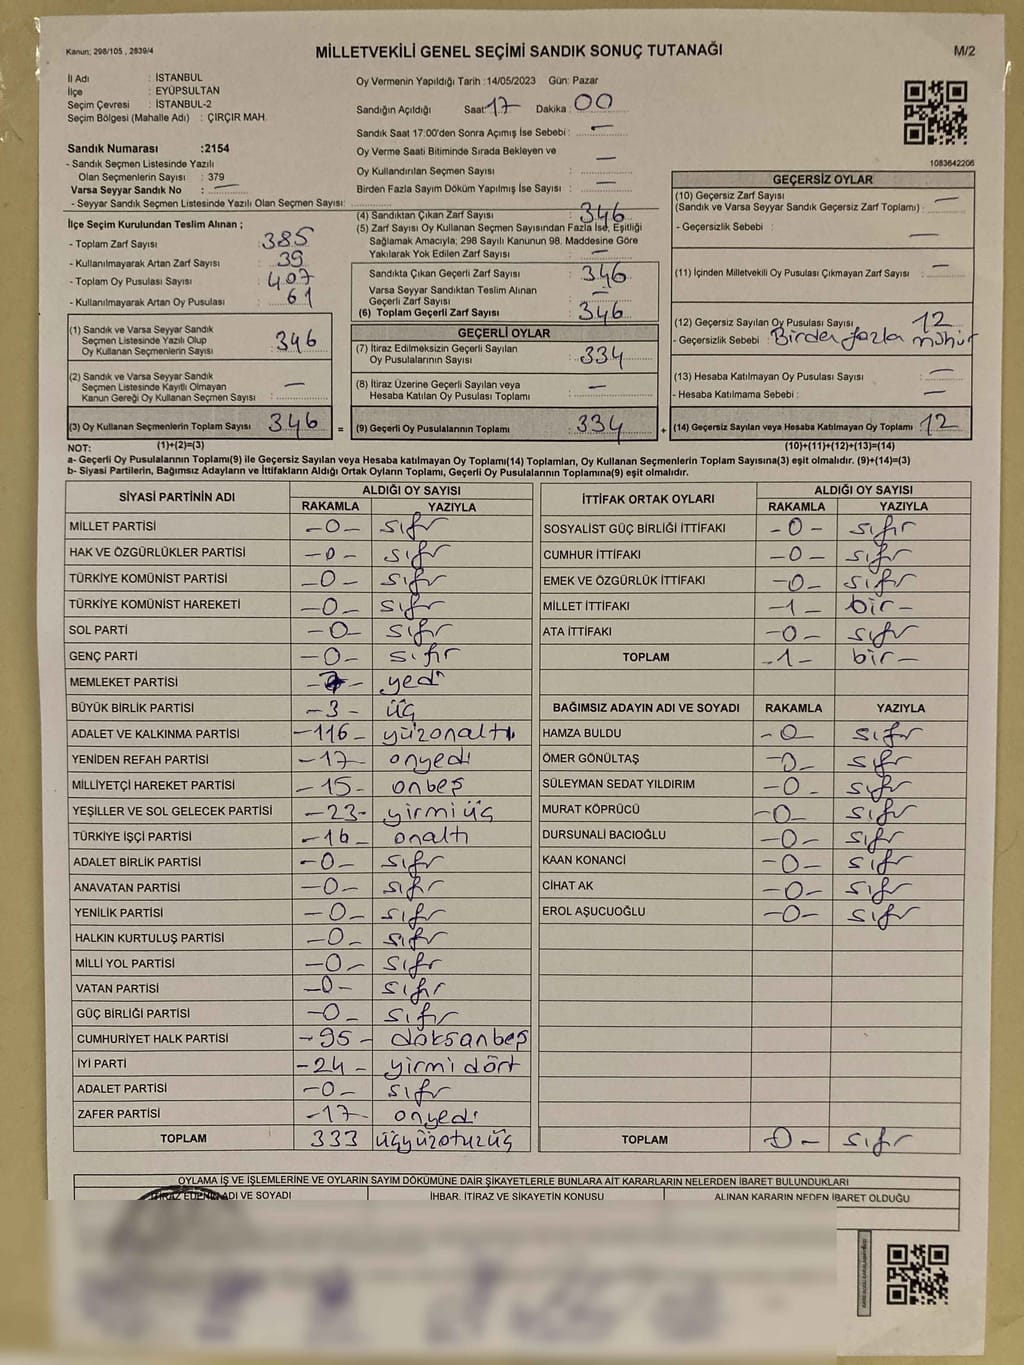 Kanun; 298/105 , 2839/4
MİLLETVEKİLİ GENEL SEÇİMİ SANDIK SONUÇ TUTANAĞI
M/2
İl Adı : İSTANBUL
İlçe : EYÜPSULTAN
Seçim Çevresi : İSTANBUL-2
Seçim Bölgesi (Mahalle Adı) : ÇIRÇIR MAH.
Sandık Numarası :2154
- Sandık Seçmen Listesinde Yazılı
Olan Seçmenlerin Sayısı : 379
Varsa Seyyar Sandık No : —
- Seyyar Sandık Seçmen Listesinde Yazılı Olan Seçmen Sayısı:
Oy Vermenin Yapıldığı Tarih :14/05/2023 Gün: Pazar
Sandığın Açıldığı Saat 17 Dakika : 00
Sandık Saat 17:00'den Sonra Açımış İse Sebebi : —
Oy Verme Saati Bitiminde Sırada Bekleyen ve
Oy Kullandırılan Seçmen Sayısı : —
Birden Fazla Sayım Döküm Yapılmış İse Sayısı : —
1083642206
İlçe Seçim Kurulundan Teslim Alınan ;
- Toplam Zarf Sayısı : 385
- Kullanılmayarak Artan Zarf Sayısı : 39
- Toplam Oy Pusulası Sayısı : 407
- Kullanılmayarak Artan Oy Pusulası : 61
(1) Sandık ve Varsa Seyyar Sandık
Seçmen Listesinde Yazılı Olup
Oy Kullanan Seçmenlerin Sayısı : 346
(2) Sandık ve Varsa Seyyar Sandık
Seçmen Listesinde Kayıtlı Olmayan
Kanun Gereği Oy Kullanan Seçmen Sayısı : —
(3) Oy Kullanan Seçmenlerin Toplam Sayısı : 346 =
(1)+(2)=(3)
(4) Sandıktan Çıkan Zarf Sayısı : 346
(5) Zarf Sayısı Oy Kullanan Seçmen Sayısından Fazla İse, Eşitliği
Sağlamak Amacıyla; 298 Sayılı Kanunun 98. Maddesine Göre
Yakılarak Yok Edilen Zarf Sayısı : —
Sandıkta Çıkan Geçerli Zarf Sayısı : 346
Varsa Seyyar Sandıktan Teslim Alınan
Geçerli Zarf Sayısı : —
(6) Toplam Geçerli Zarf Sayısı : 346
GEÇERLİ OYLAR
(7) İtiraz Edilmeksizin Geçerli Sayılan
Oy Pusulalarının Sayısı : 334
(8) İtiraz Üzerine Geçerli Sayılan veya
Hesaba Katılan Oy Pusulası Toplamı : —
(9) Geçerli Oy Pusulalarının Toplamı : 334 +
GEÇERSİZ OYLAR
(10) Geçersiz Zarf Sayısı
(Sandık ve Varsa Seyyar Sandık Geçersiz Zarf Toplamı) : —
- Geçersizlik Sebebi : —
(11) İçinden Milletvekili Oy Pusulası Çıkmayan Zarf Sayısı : —
(12) Geçersiz Sayılan Oy Pusulası Sayısı : 12
- Geçersizlik Sebebi : Birden fazla mühür
(13) Hesaba Katılmayan Oy Pusulası Sayısı : —
- Hesaba Katılmama Sebebi : —
(14) Geçersiz Sayılan veya Hesaba Katılmayan Oy Toplamı : 12
(10)+(11)+(12)+(13)=(14)
NOT:
a- Geçerli Oy Pusulalarının Toplamı(9) ile Geçersiz Sayılan veya Hesaba katılmayan Oy Toplamı(14) Toplamları, Oy Kullanan Seçmenlerin Toplam Sayısına(3) eşit olmalıdır. (9)+(14)=(3)
b- Siyasi Partilerin, Bağımsız Adayların ve İttifakların Aldığı Ortak Oyların Toplamı, Geçerli Oy Pusulalarının Toplamına(9) eşit olmalıdır.
SİYASİ PARTİNİN ADI ALDIĞI OY SAYISI
RAKAMLA YAZIYLA
MİLLET PARTİSİ -0- sıfır
HAK VE ÖZGÜRLÜKLER PARTİSİ -0- sıfır
TÜRKİYE KOMÜNİST PARTİSİ -0- sıfır
TÜRKİYE KOMÜNİST HAREKETİ -0- sıfır
SOL PARTİ -0- sıfır
GENÇ PARTİ -0- sıfır
MEMLEKET PARTİSİ -7- yedi
BÜYÜK BİRLİK PARTİSİ -3- üç
ADALET VE KALKINMA PARTİSİ -116- yüzonaltı
YENİDEN REFAH PARTİSİ -17- onyedi
MİLLİYETÇİ HAREKET PARTİSİ -15- onbeş
YEŞİLLER VE SOL GELECEK PARTİSİ -23- yirmiüç
TÜRKİYE İŞÇİ PARTİSİ -16- onaltı
ADALET BİRLİK PARTİSİ -0- sıfır
ANAVATAN PARTİSİ -0- sıfır
YENİLİK PARTİSİ -0- sıfır
HALKIN KURTULUŞ PARTİSİ -0- sıfır
MİLLİ YOL PARTİSİ -0- sıfır
VATAN PARTİSİ -0- sıfır
GÜÇ BİRLİĞİ PARTİSİ -0- sıfır
CUMHURİYET HALK PARTİSİ -95- doksanbeş
İYİ PARTİ -24- yirmi dört
ADALET PARTİSİ -0- sıfır
ZAFER PARTİSİ -17- onyedi
TOPLAM 333 üçyüzotuzüç
İTTİFAK ORTAK OYLARI ALDIĞI OY SAYISI
RAKAMLA YAZIYLA
SOSYALİST GÜÇ BİRLİĞİ İTTİFAKI -0- sıfır
CUMHUR İTTİFAKI -0- sıfır
EMEK VE ÖZGÜRLÜK İTTİFAKI -0- sıfır
MİLLET İTTİFAKI -1- bir-
ATA İTTİFAKI -0- sıfır
TOPLAM -1- bir-
BAĞIMSIZ ADAYIN ADI VE SOYADI RAKAMLA YAZIYLA
HAMZA BULDU -0- sıfır
ÖMER GÖNÜLTAŞ -0- sıfır
SÜLEYMAN SEDAT YILDIRIM -0- sıfır
MURAT KÖPRÜCÜ -0- sıfır
DURSUNALİ BACIOĞLU -0- sıfır
KAAN KONANCİ -0- sıfır
CİHAT AK -0- sıfır
EROL AŞUCUOĞLU -0- sıfır
TOPLAM -0- sıfır
OYLAMA İŞ VE İŞLEMLERİNE VE OYLARIN SAYIM DÖKÜMÜNE DAİR ŞİKAYETLERLE BUNLARA AİT KARARLARIN NELERDEN İBARET BULUNDUKLARI
İTİRAZ EDENİN ADI VE SOYADI İHBAR, İTİRAZ VE ŞİKAYETİN KONUSU ALINAN KARARIN NEDEN İBARET OLDUĞU